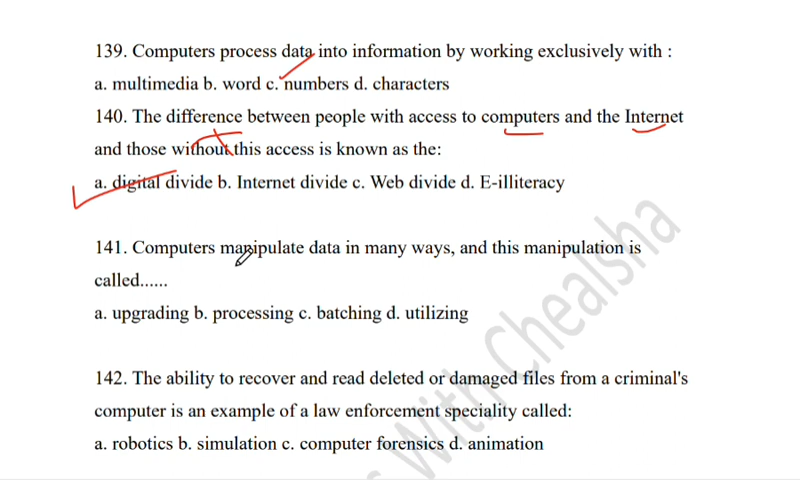 139. Computers process data into information by working exclusively with :
a. multimedia b. word c. numbers d. characters
140. The difference between people with access to computers and the Internet
and those without this access is known as the:
a. digital divide b. Internet divide c. Web divide d. E-illiteracy
141. Computers manipulate data in many ways, and this manipulation is
called......
a. upgrading b. processing c. batching d. utilizing
142. The ability to recover and read deleted or damaged files from a criminal's
computer is an example of a law enforcement speciality called:
a. robotics b. simulation c. computer forensics d. animation
With Chealsha